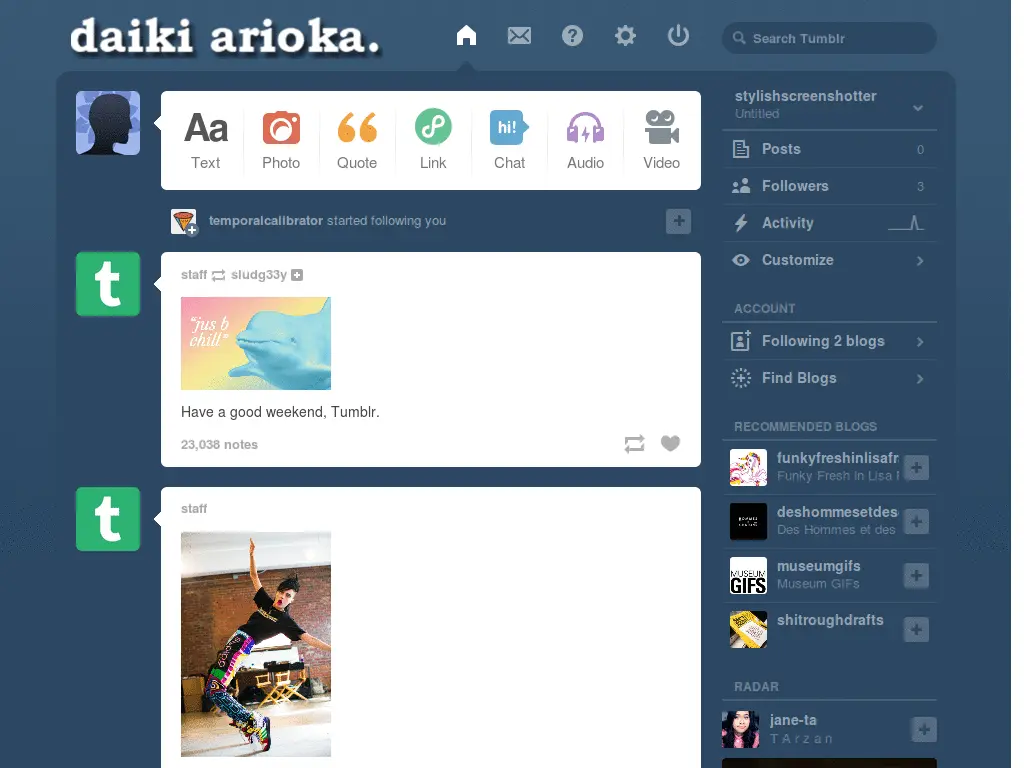 daiki arioka.
Search Tumblr
stylishscreenshotter
Untitled
Aa
hi!
Text
Photo
Quote
Link
Chat
Audio
Video
Posts
0
Followers
3
Activity
Customize
temporalcalibrator started following you
staff sludg33y
t
"jus b
chill"
Have a good weekend, Tumblr.
23,038 notes
ACCOUNT
Following 2 blogs
Find Blogs
RECOMMENDED BLOGS
funkyfreshinlisafr
Funky Fresh in Lisa F
deshommesetdes
Des Hommes et des
MUSEUM
GIFS
museumgifs
Museum GIFs
shitroughdrafts
t
staff
RADAR
jane-ta
T A r z a n